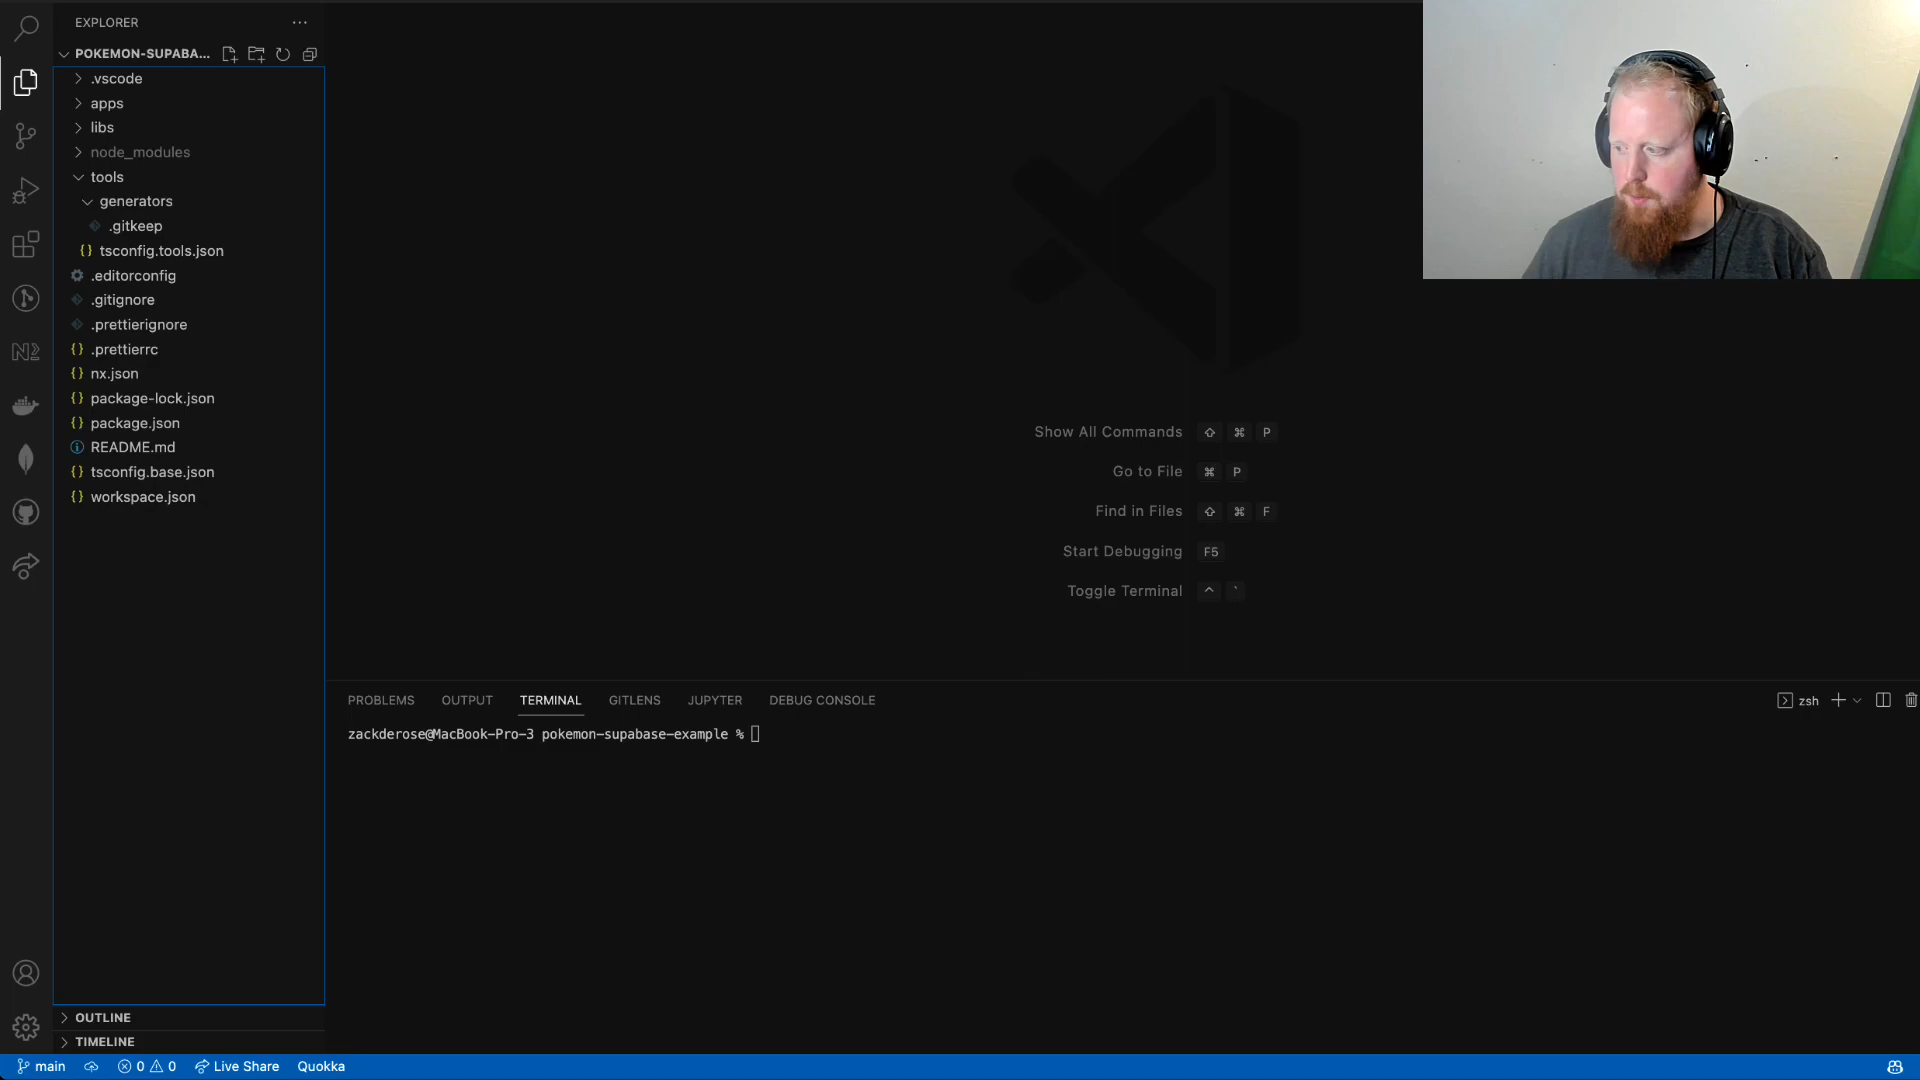 EXPLORER
POKEMON-SUPABA...
.vscode
apps
libs
node_modules
tools
generators
.gitkeep
tsconfig.tools.json
.editorconfig
.gitignore
.prettierignore
.prettierrc
nx.json
package-lock.json
package.json
README.md
tsconfig.base.json
workspace.json
OUTLINE
TIMELINE
Show All Commands ⇧ ⌘ P
Go to File ⌘ P
Find in Files ⇧ ⌘ F
Start Debugging F5
Toggle Terminal ^ `
PROBLEMS OUTPUT TERMINAL GITLENS JUPYTER DEBUG CONSOLE zsh
zackderose@MacBook-Pro-3 pokemon-supabase-example %
main 0 0 Live Share Quokka